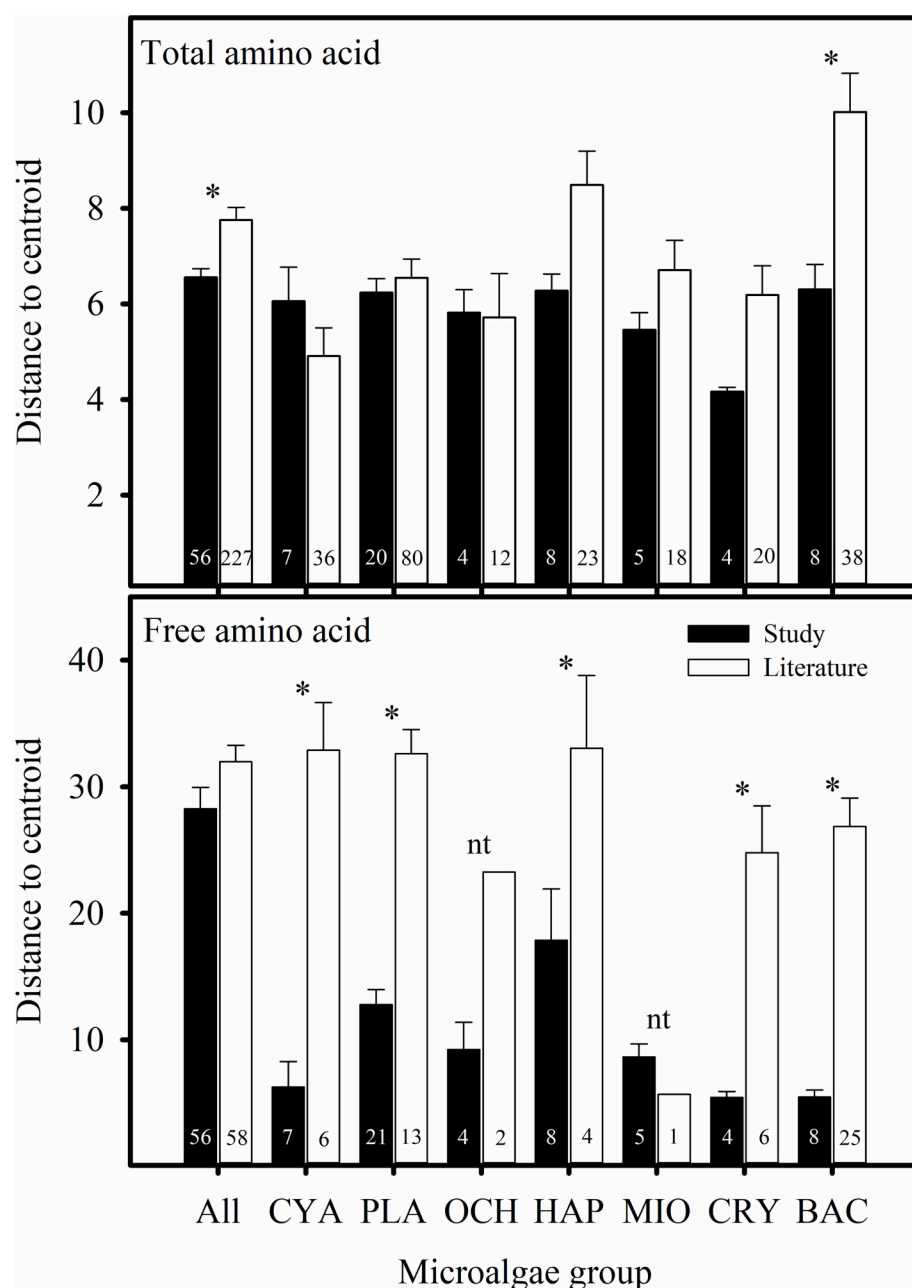 Total amino acid
*
*
Distance to centroid
10
8
6
4
2
56 227 7 36 20 80 4 12 8 23 5 18 4 20 8 38
Free amino acid
Study
Literature
*
*
*
*
*
nt
nt
Distance to centroid
40
30
20
10
56 58 7 6 21 13 4 2 8 4 5 1 4 6 8 25
All CYA PLA OCH HAP MIO CRY BAC
Microalgae group